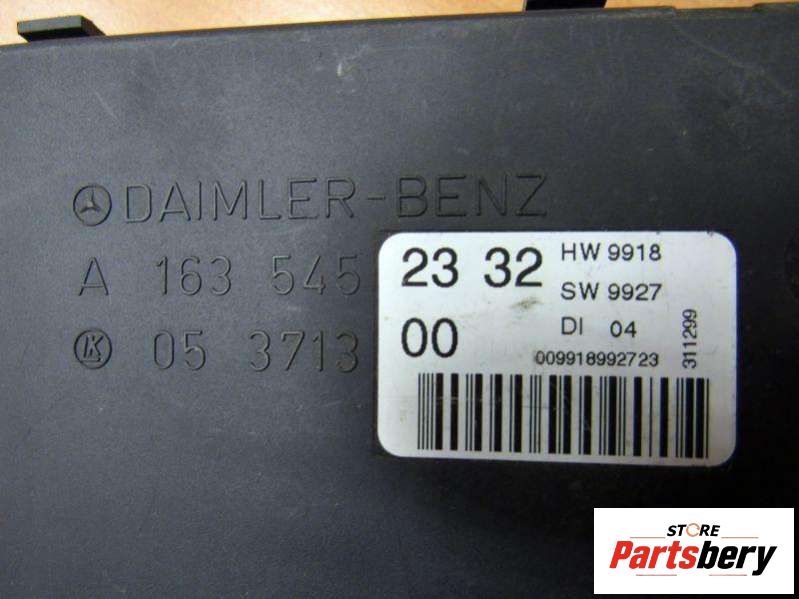 DAIMLER-BENZ
A 163 545
LK 05 3713
23 32
00
HW 9918
SW 9927
DI 04
009918992723
311299
STORE
Partsbery